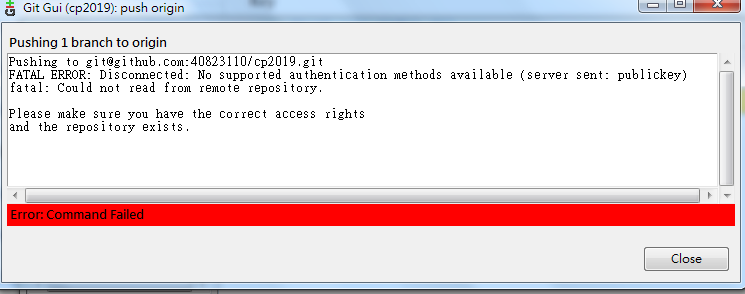 Key
Git Gui (cp2019): push origin
Pushing 1 branch to origin
Pushing to git@github.com:40823110/cp2019.git
FATAL ERROR: Disconnected: No supported authentication methods available (server sent: publickey)
fatal: Could not read from remote repository.
Please make sure you have the correct access rights
and the repository exists.
Error: Command Failed
Close